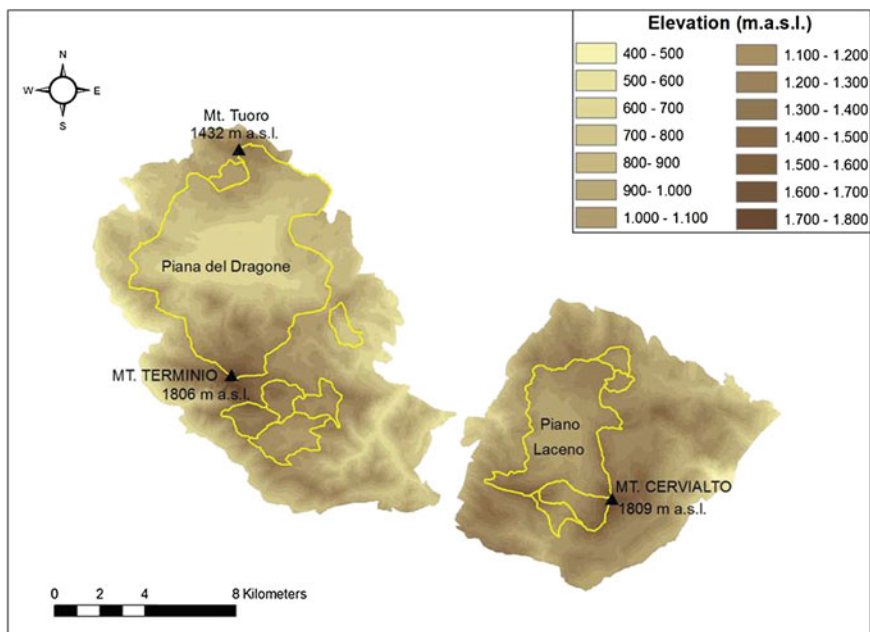 Elevation (m.a.s.l.)
400 - 500
500 - 600
600 - 700
700 - 800
800- 900
900- 1.000
1.000 - 1.100
1.100 - 1.200
1.200 - 1.300
1.300 - 1.400
1.400 - 1.500
1.500 - 1.600
1.600 - 1.700
1.700 - 1.800
N
W E
S
Mt. Tuoro
1432 m a.s.l.
Piana del Dragone
MT. TERMINIO
1806 m a.s.l.
Piano
Laceno
MT. CERVIALTO
1809 m a.s.l.
0 2 4 8 Kilometers